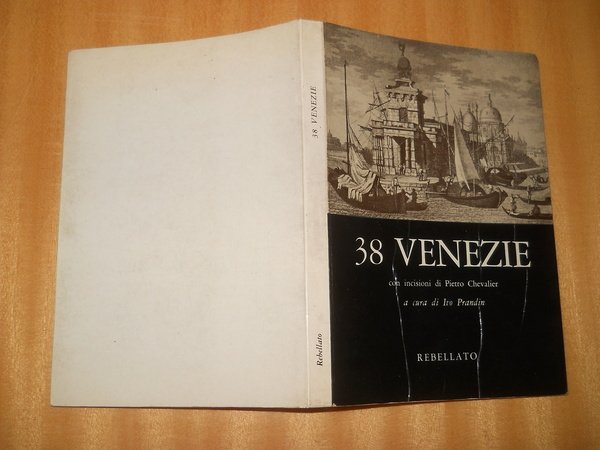 38 VENEZIE
Rebellato
38 VENEZIE
con incisioni di Pietro Chevalier
a cura di Ivo Prandin
REBELLATO